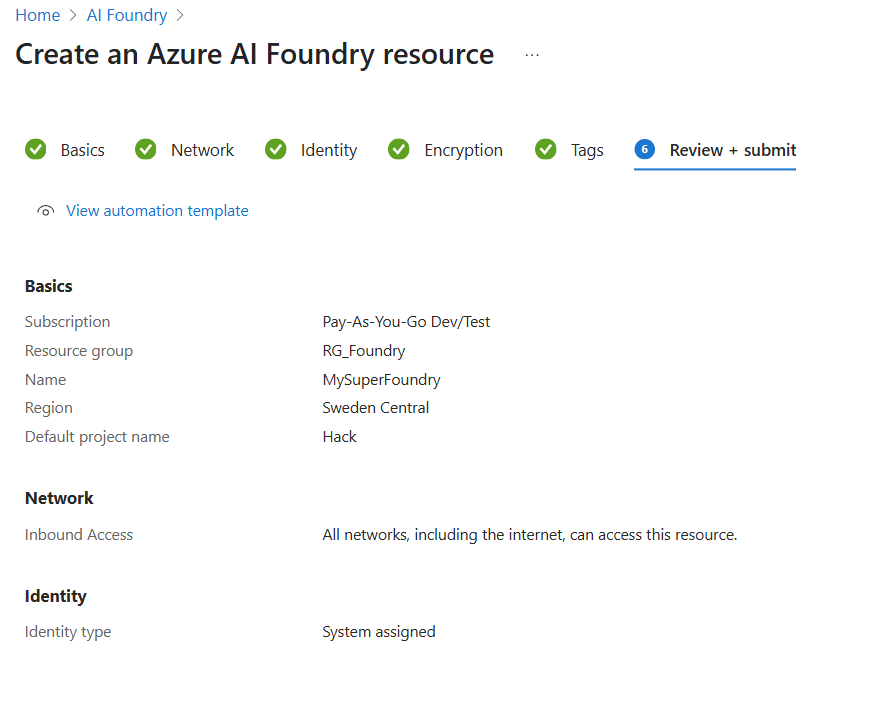 Home > AI Foundry >
Create an Azure AI Foundry resource ...
Basics Network Identity Encryption Tags 6 Review + submit
View automation template
Basics
Subscription Pay-As-You-Go Dev/Test
Resource group RG_Foundry
Name MySuperFoundry
Region Sweden Central
Default project name Hack
Network
Inbound Access All networks, including the internet, can access this resource.
Identity
Identity type System assigned